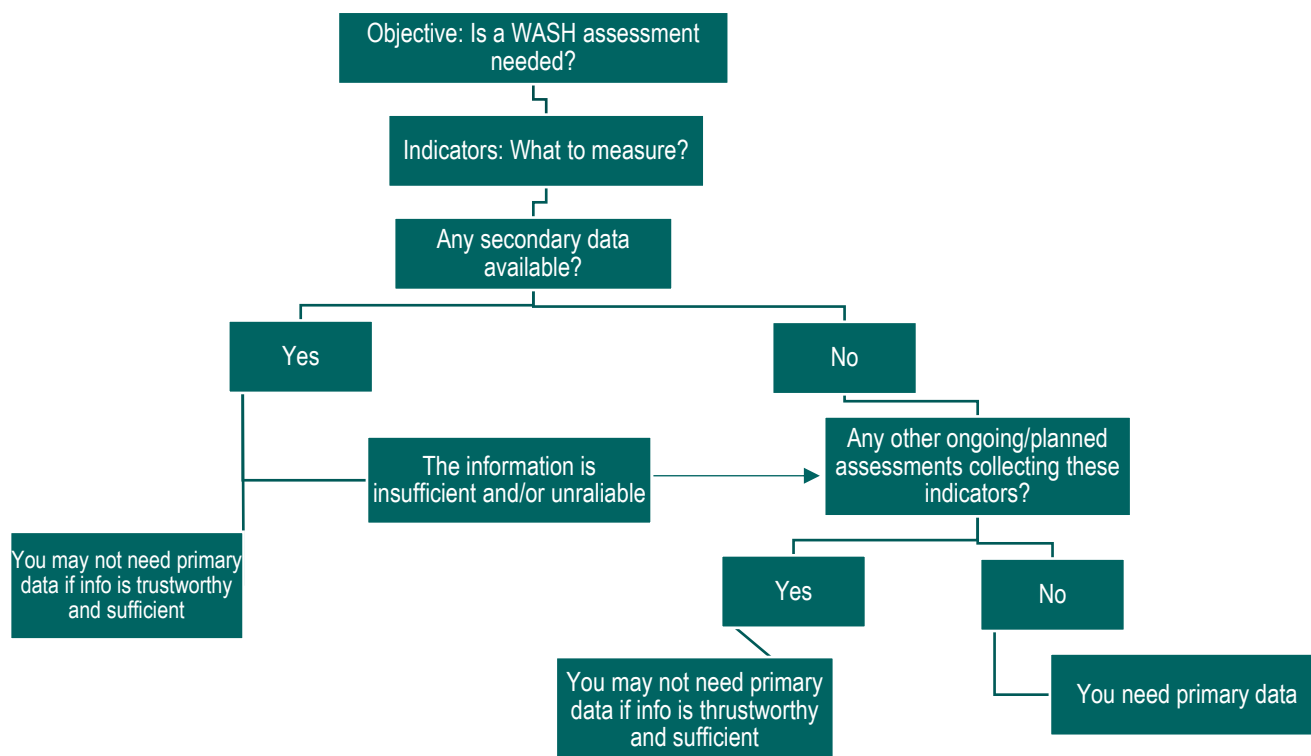 Objective: Is a WASH assessment
needed?
Indicators: What to measure?
Any secondary data
available?
Yes
No
The information is
insufficient and/or unraliable
Any other ongoing/planned
assessments collecting these
indicators?
You may not need primary
data if info is trustworthy
and sufficient
Yes
No
You may not need primary
data if info is thrustworthy
and sufficient
You need primary data